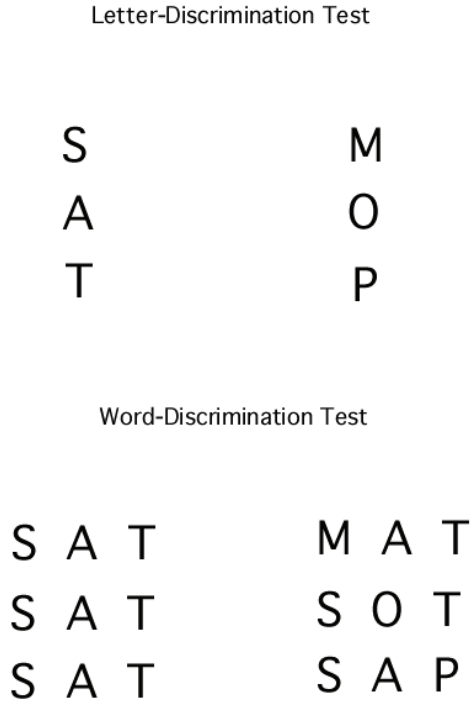 Letter-Discrimination Test
S M
A O
T P
Word-Discrimination Test
S A T M A T
S A T S O T
S A T S A P